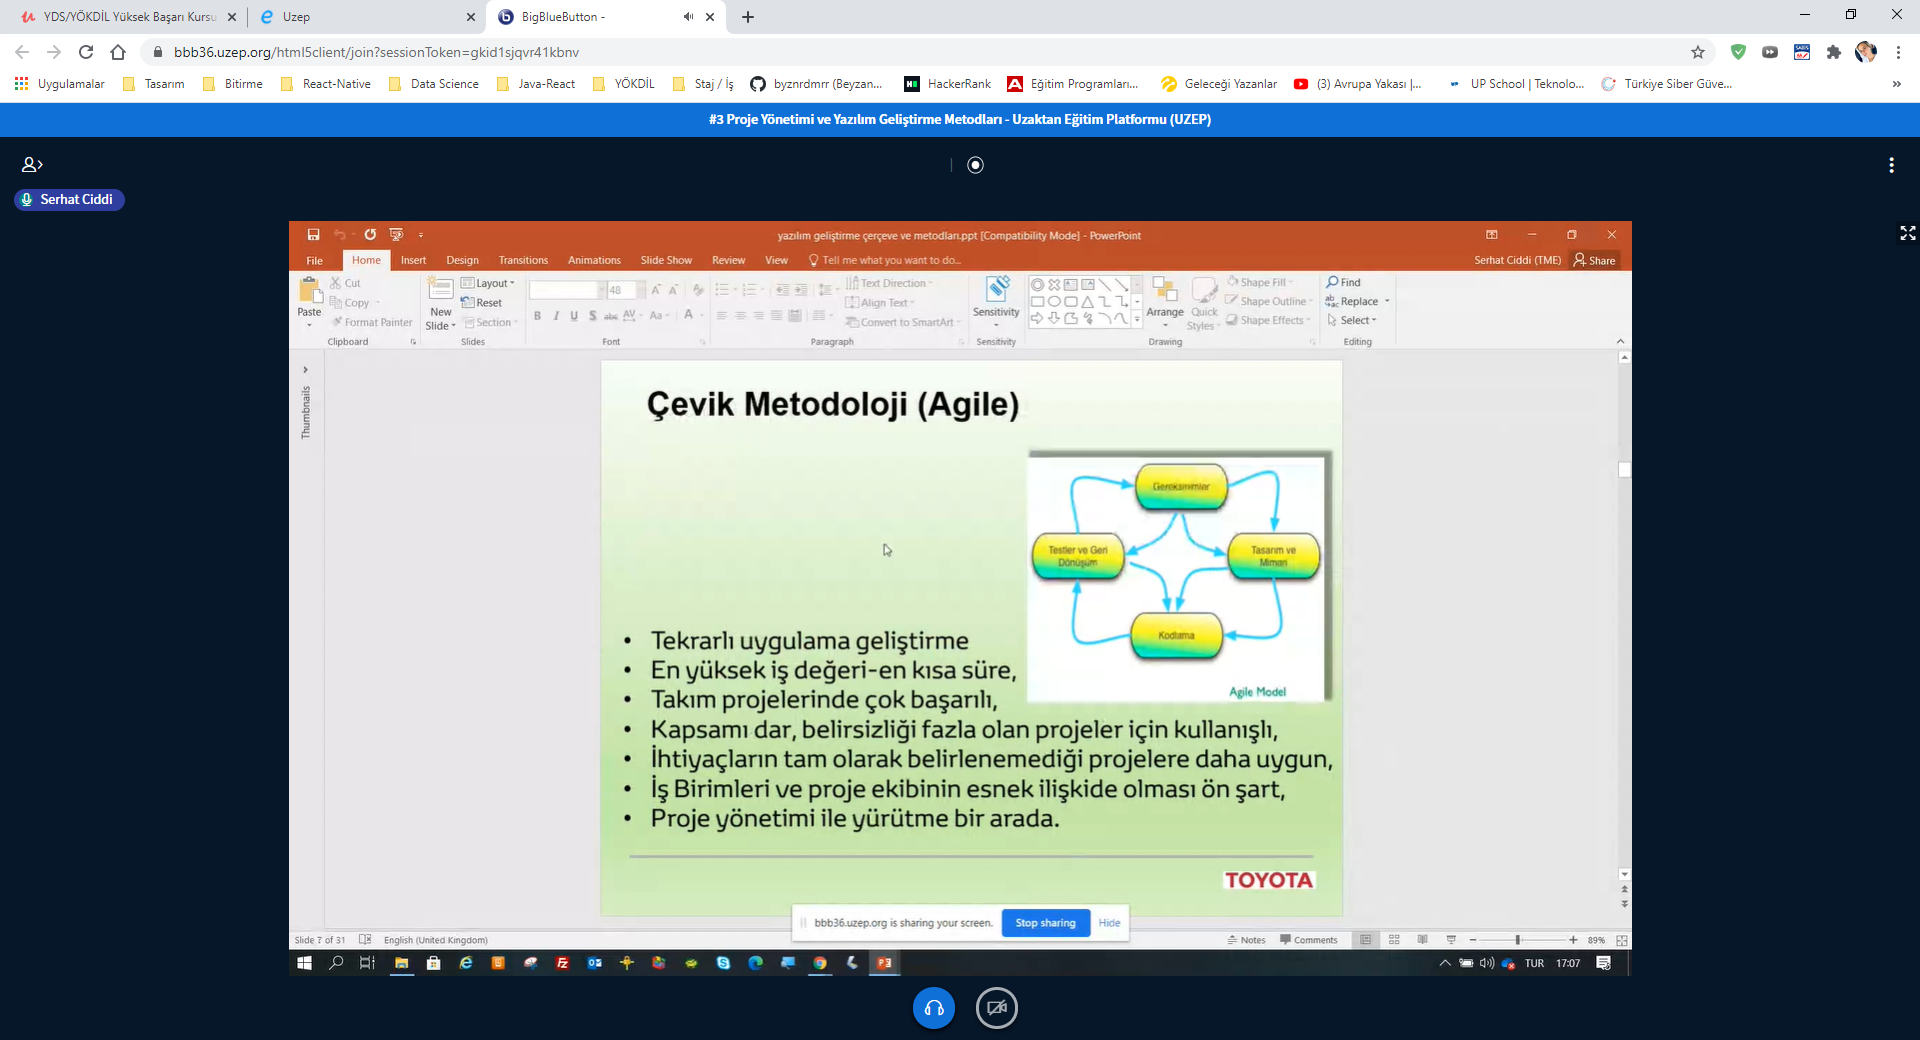 YDS/YÖKDİL Yüksek Başarı Kursu
Uzep
BigBlueButton -
bbb36.uzep.org/html5client/join?sessionToken=gkid1sjqvr41kbnv
Uygulamalar
Tasarım
Bitirme
React-Native
Data Science
Java-React
YÖKDİL
Staj / İş
byznrdmrr (Beyzan...
HackerRank
Eğitim Programları...
Geleceği Yazanlar
(3) Avrupa Yakası |...
UP School | Teknolo...
Türkiye Siber Güve...
#3 Proje Yönetimi ve Yazılım Geliştirme Metodları - Uzaktan Eğitim Platformu (UZEP)
Serhat Ciddi
yazılım geliştirme çerçeve ve metodları.ppt [Compatibility Mode] - PowerPoint
File Home Insert Design Transitions Animations Slide Show Review View Tell me what you want to do...
Serhat Ciddi (TME) Share
Paste
Cut
Copy
Format Painter
Clipboard
New
Slide
Layout
Reset
Section
Slides
48
B I U S abc AV Aa A
Font
Text Direction
Align Text
Convert to SmartArt
Paragraph
Sensitivity
Sensitivity
Arrange
Quick
Styles
Shape Fill
Shape Outline
Shape Effects
Drawing
Find
Replace
Select
Editing
Thumbnails
Çevik Metodoloji (Agile)
Gereksinimler
Testler ve Geri
Dönüşüm
Tasarım ve
Mimari
Kodlama
Agile Model
• Tekrarlı uygulama geliştirme
• En yüksek iş değeri-en kısa süre,
• Takım projelerinde çok başarılı,
• Kapsamı dar, belirsizliği fazla olan projeler için kullanışlı,
• İhtiyaçların tam olarak belirlenemediği projelere daha uygun,
• İş Birimleri ve proje ekibinin esnek ilişkide olması ön şart,
• Proje yönetimi ile yürütme bir arada.
TOYOTA
bbb36.uzep.org is sharing your screen. Stop sharing Hide
Slide 7 of 31 English (United Kingdom)
Notes Comments 89%
TUR 17:07